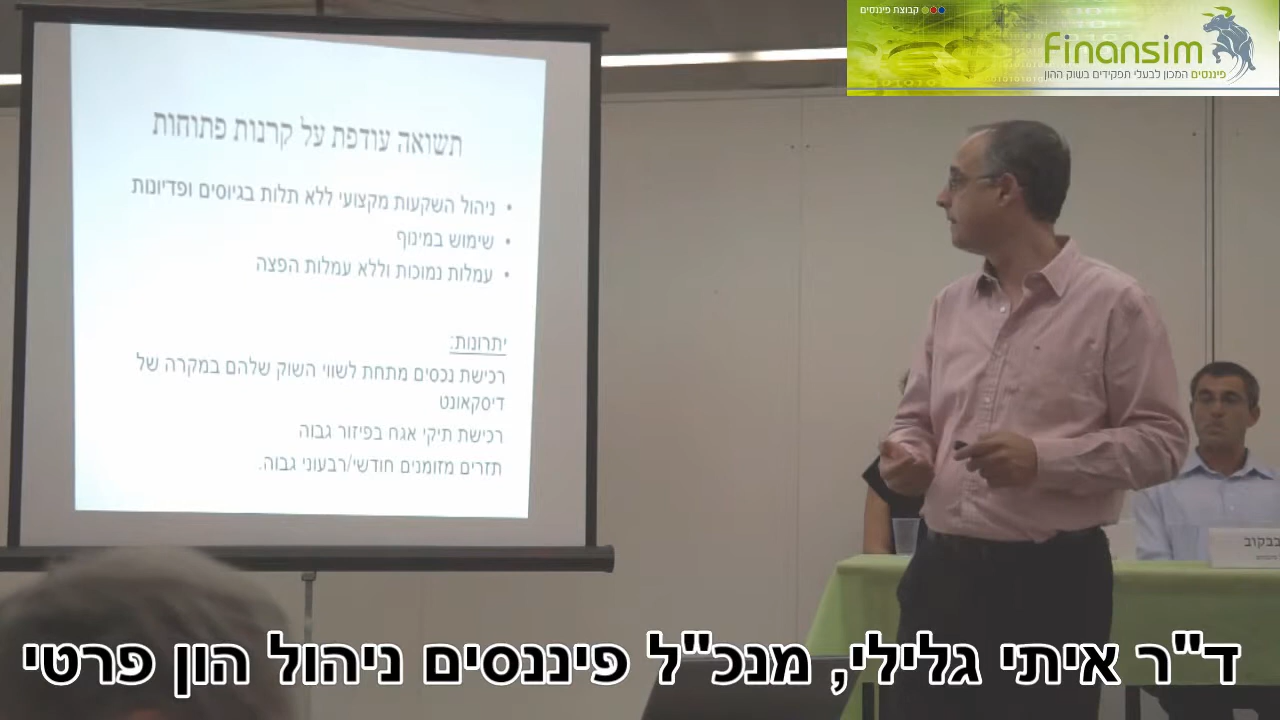 קבוצת פיננסים
Finansim
פיננסים המכון לבעלי תפקידים בשוק ההון
תשואה עודפת על קרנות פתוחות
• ניהול השקעות מקצועי ללא תלות בגיוסים ופדיונות
• שימוש במינוף
• עמלות נמוכות וללא עמלות הפצה
יתרונות:
רכישת נכסים מתחת לשווי השוק שלהם במקרה של
דיסקאונט
רכישת תיקי אגח בפיזור גבוה
תזרים מזומנים חודשי/רבעוני גבוה.
בבקוב
ד"ר איתי גלילי, מנכ"ל פיננסים ניהול הון פרטי